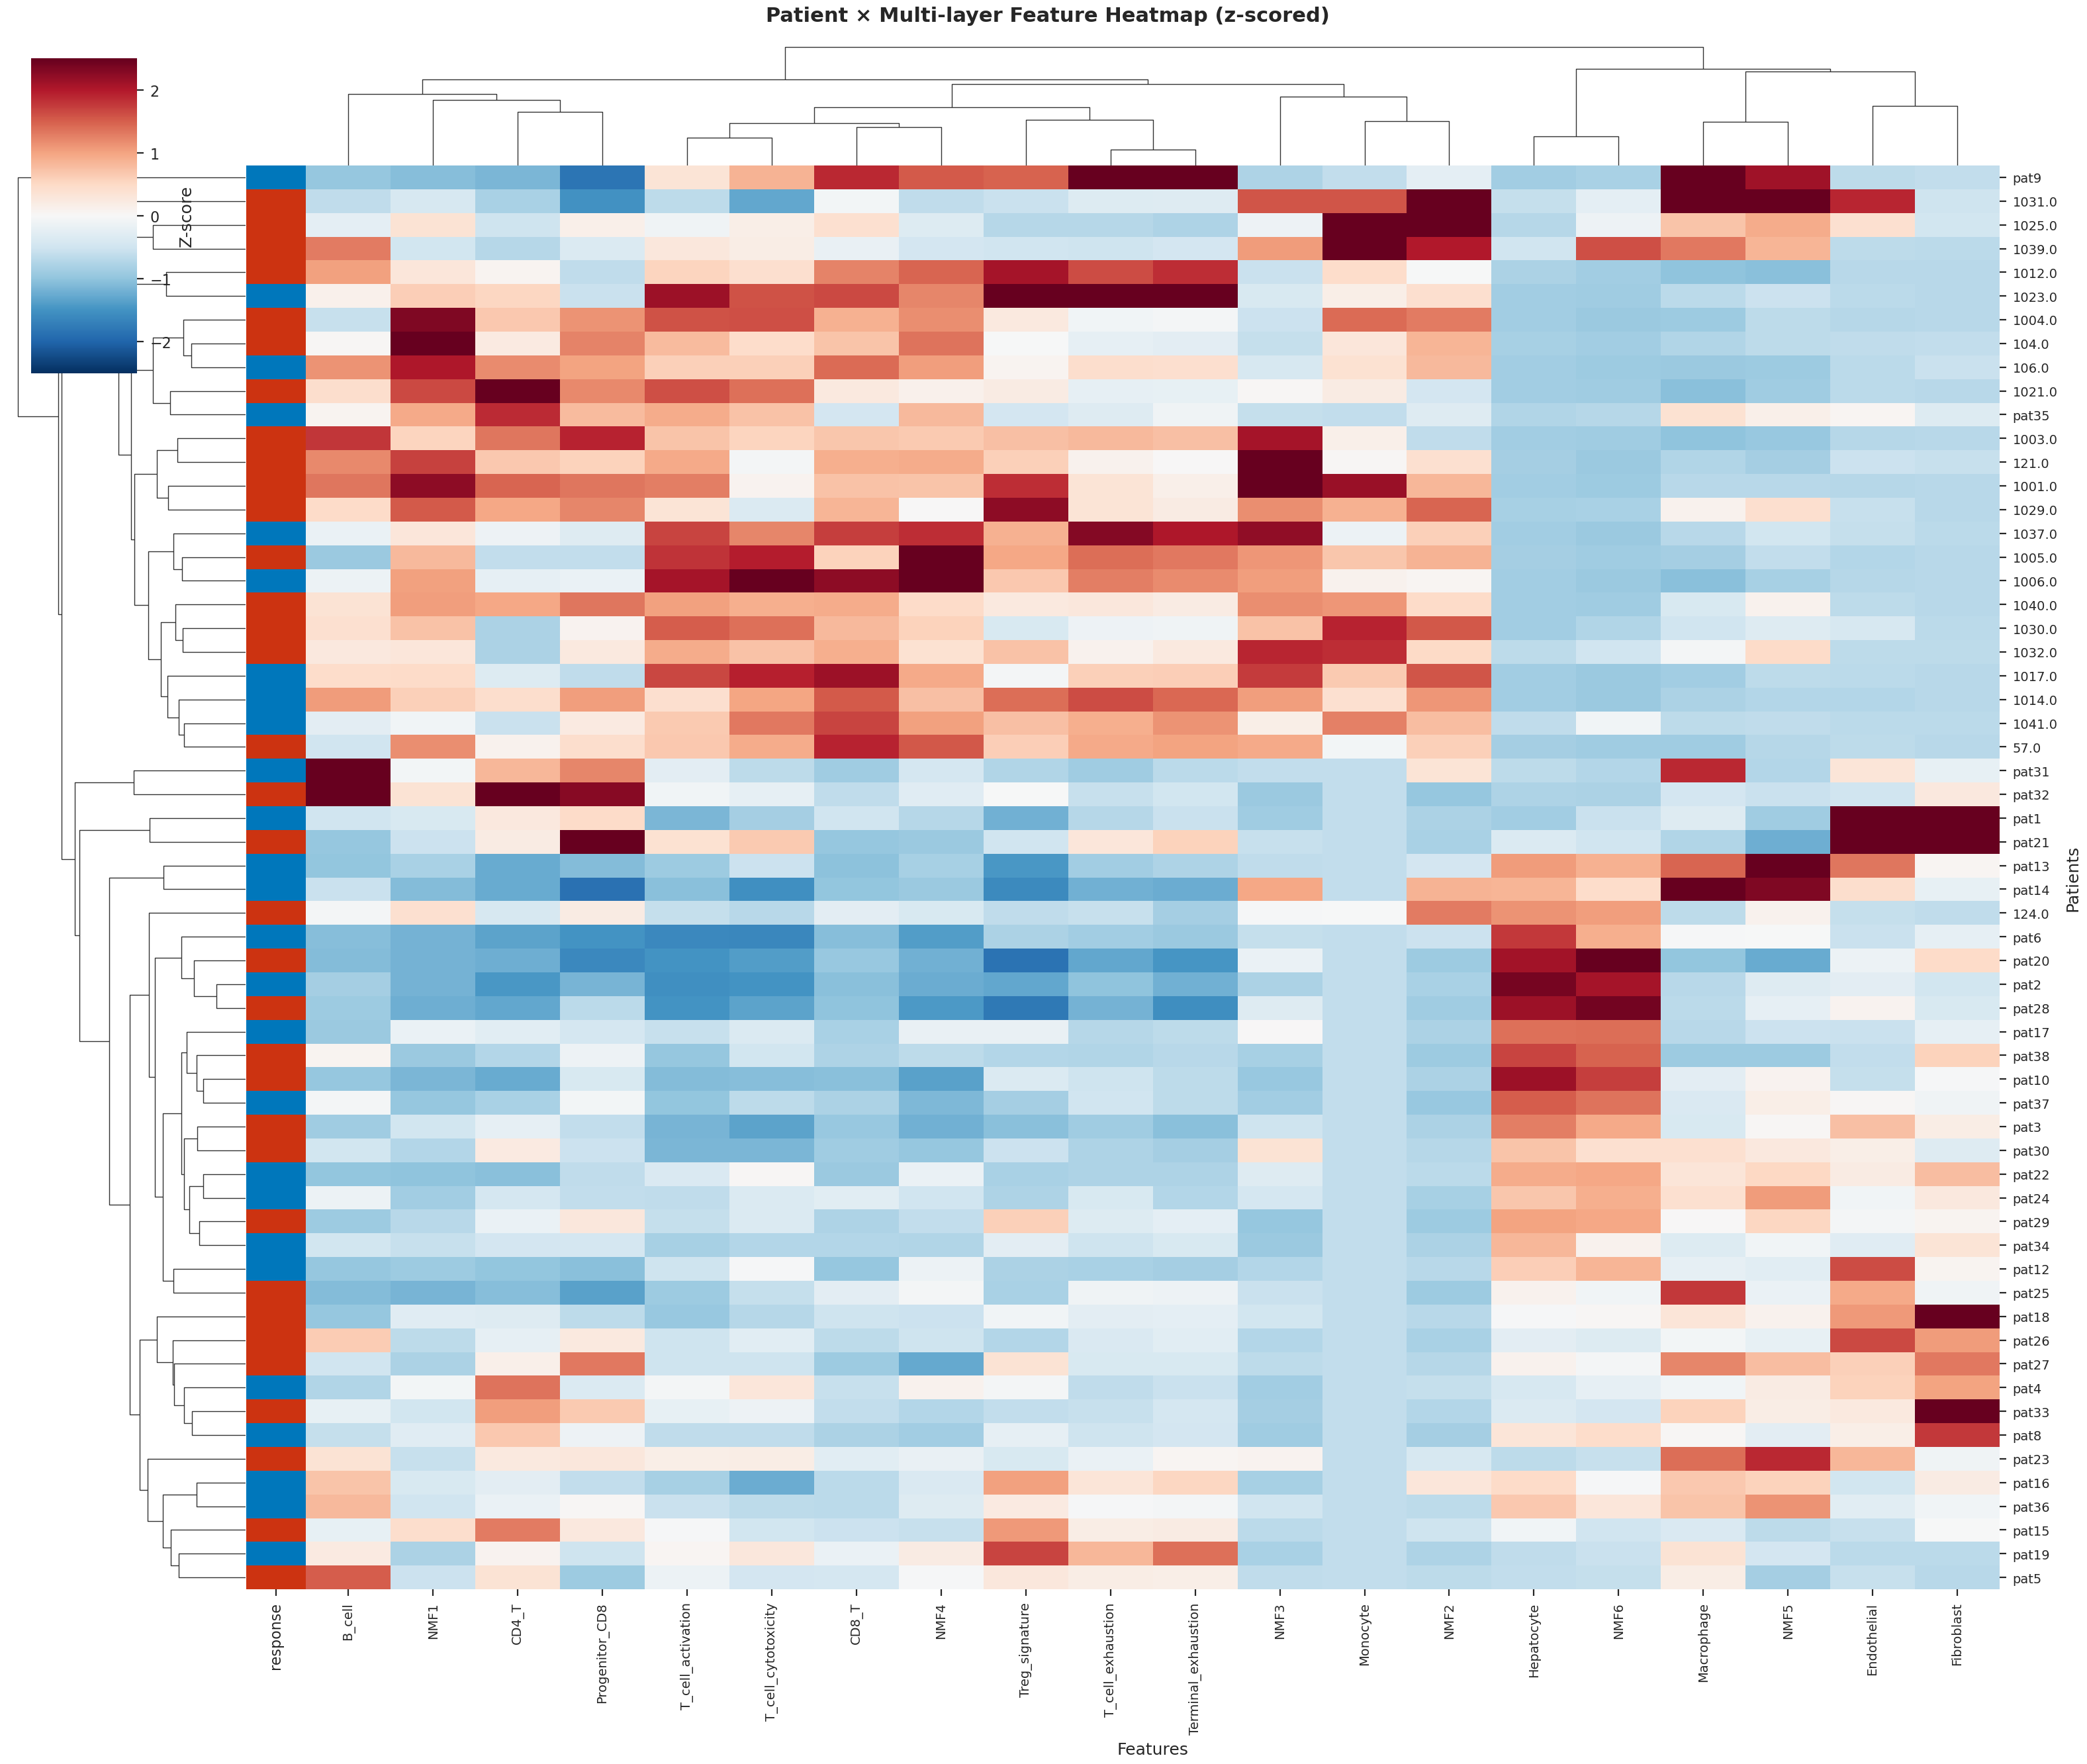 Patient × Multi-layer Feature Heatmap (z-scored)
2
1
0
−1
−2
Z-score
pat9
1031.0
1025.0
1039.0
1012.0
1023.0
1004.0
104.0
106.0
1021.0
pat35
1003.0
121.0
1001.0
1029.0
1037.0
1005.0
1006.0
1040.0
1030.0
1032.0
1017.0
1014.0
1041.0
57.0
pat31
pat32
pat1
pat21
pat13
pat14
124.0
pat6
pat20
pat2
pat28
pat17
pat38
pat10
pat37
pat3
pat30
pat22
pat24
pat29
pat34
pat12
pat25
pat18
pat26
pat27
pat4
pat33
pat8
pat23
pat16
pat36
pat15
pat19
pat5
Patients
response
B_cell
NMF1
CD4_T
Progenitor_CD8
T_cell_activation
T_cell_cytotoxicity
CD8_T
NMF4
Treg_signature
T_cell_exhaustion
Terminal_exhaustion
NMF3
Monocyte
NMF2
Hepatocyte
NMF6
Macrophage
NMF5
Endothelial
Fibroblast
Features